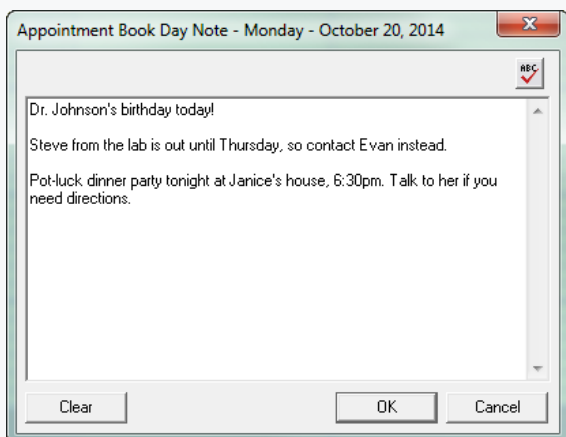 Appointment Book Day Note - Monday - October 20, 2014
ABC
Dr. Johnson's birthday today!
Steve from the lab is out until Thursday, so contact Evan instead.
Pot-luck dinner party tonight at Janice's house, 6:30pm. Talk to her if you
need directions.
Clear
OK
Cancel